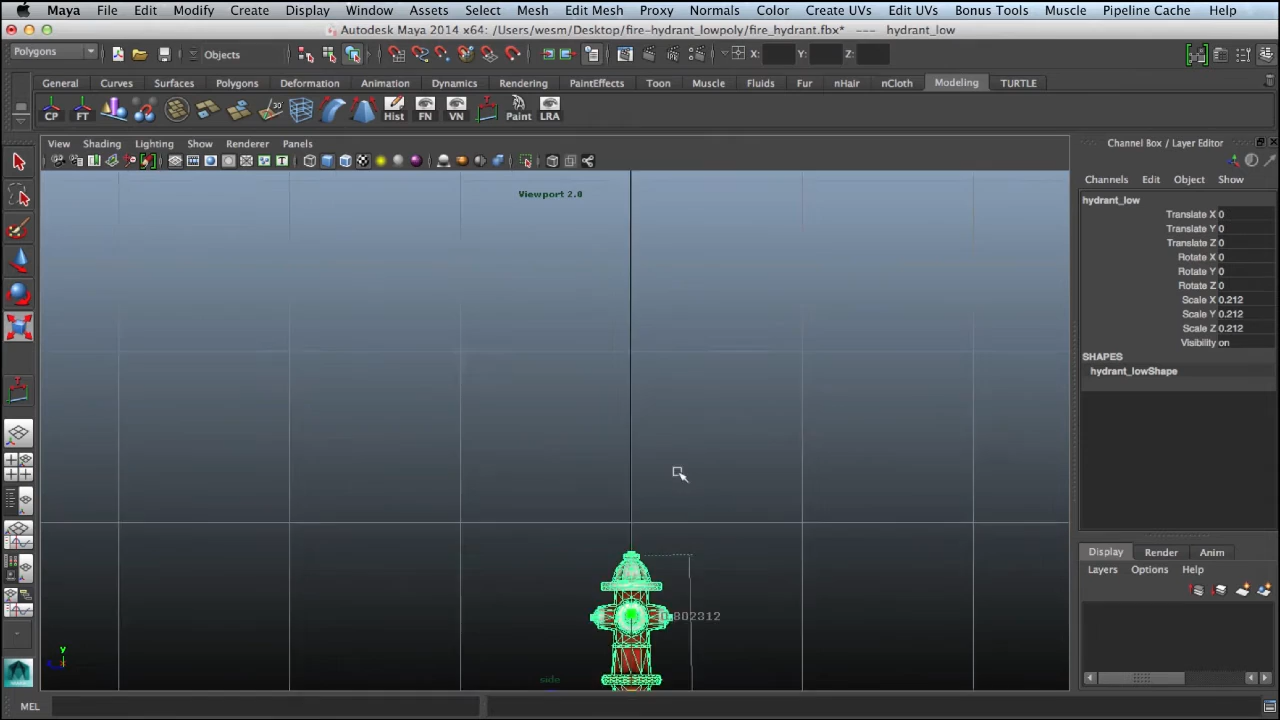 Maya File Edit Modify Create Display Window Assets Select Mesh Edit Mesh Proxy Normals Color Create UVs Edit UVs Bonus Tools Muscle Pipeline Cache Help
Autodesk Maya 2014 x64: /Users/wesm/Desktop/fire-hydrant_lowpoly/fire_hydrant.fbx* --- hydrant_low
Polygons Objects X: Y: Z:
General Curves Surfaces Polygons Deformation Animation Dynamics Rendering PaintEffects Toon Muscle Fluids Fur nHair nCloth Modeling TURTLE
CP FT 30° Hist FN VN Paint LRA
View Shading Lighting Show Renderer Panels
Viewport 2.0
Channel Box / Layer Editor
Channels Edit Object Show
hydrant_low
Translate X 0
Translate Y 0
Translate Z 0
Rotate X 0
Rotate Y 0
Rotate Z 0
Scale X 0.212
Scale Y 0.212
Scale Z 0.212
Visibility on
SHAPES
hydrant_lowShape
0.802312
side
y
Display Render Anim
Layers Options Help
MEL